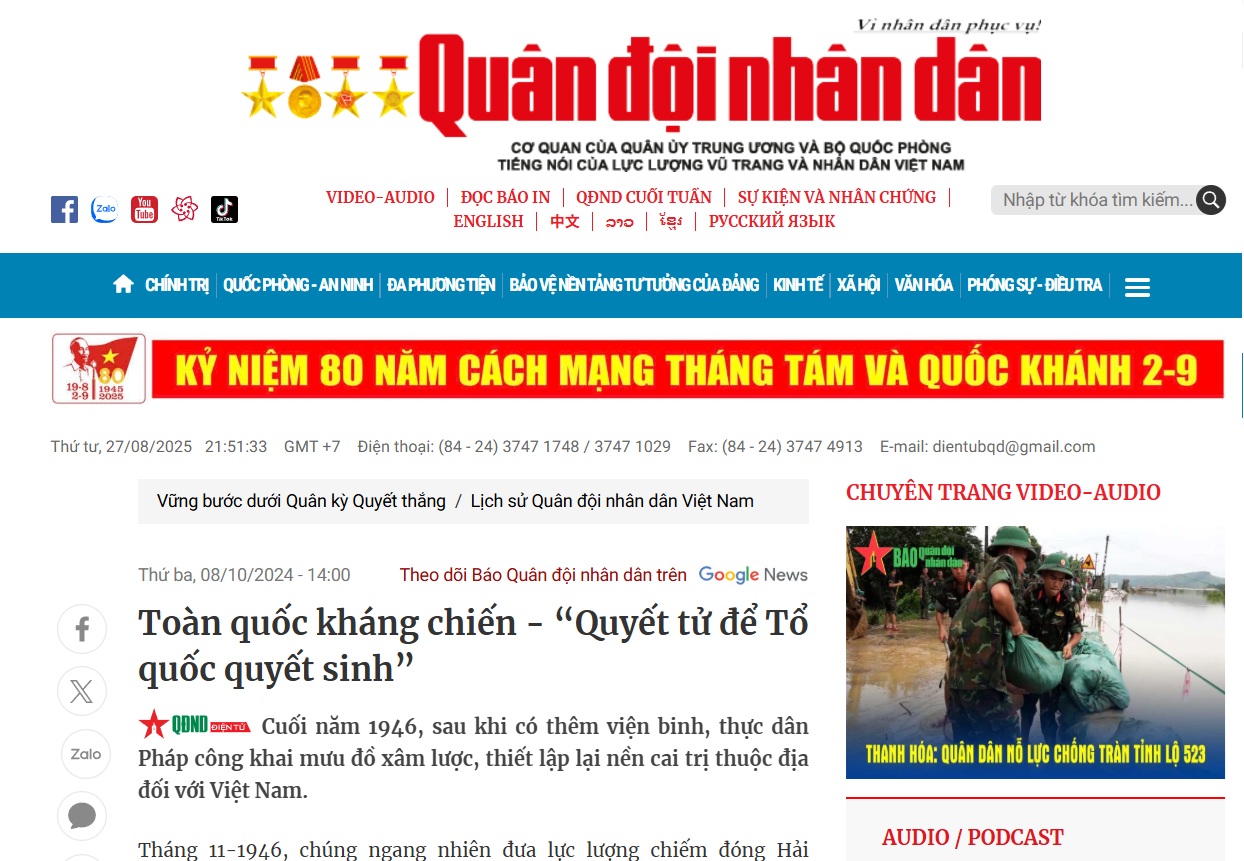 Vì nhân dân phục vụ!
Quân đội nhân dân
CƠ QUAN CỦA QUÂN ỦY TRUNG ƯƠNG VÀ BỘ QUỐC PHÒNG
TIẾNG NÓI CỦA LỰC LƯỢNG VŨ TRANG VÀ NHÂN DÂN VIỆT NAM
Zalo You Tube TikTok
VIDEO-AUDIO | ĐỌC BÁO IN | QĐND CUỐI TUẦN | SỰ KIỆN VÀ NHÂN CHỨNG |
ENGLISH | 中文 | ລາວ | ខ្មែរ | РУССКИЙ ЯЗЫК
Nhập từ khóa tìm kiếm...
CHÍNH TRỊ | QUỐC PHÒNG - AN NINH | ĐA PHƯƠNG TIỆN | BẢO VỆ NỀN TẢNG TƯ TƯỞNG CỦA ĐẢNG | KINH TẾ | XÃ HỘI | VĂN HÓA | PHÓNG SỰ - ĐIỀU TRA
80
19-8 1945
2-9 2025
KỶ NIỆM 80 NĂM CÁCH MẠNG THÁNG TÁM VÀ QUỐC KHÁNH 2-9
Thứ tư, 27/08/2025 21:51:33 GMT +7 Điện thoại: (84 - 24) 3747 1748 / 3747 1029 Fax: (84 - 24) 3747 4913 E-mail: dientubqd@gmail.com
Vững bước dưới Quân kỳ Quyết thắng / Lịch sử Quân đội nhân dân Việt Nam
Thứ ba, 08/10/2024 - 14:00 Theo dõi Báo Quân đội nhân dân trên Google News
Toàn quốc kháng chiến - “Quyết tử để Tổ
quốc quyết sinh”
QĐND ĐIỆN TỬ Cuối năm 1946, sau khi có thêm viện binh, thực dân
Pháp công khai mưu đồ xâm lược, thiết lập lại nền cai trị thuộc địa
đối với Việt Nam.
Tháng 11-1946, chúng ngang nhiên đưa lực lượng chiếm đóng Hải
Zalo
CHUYÊN TRANG VIDEO-AUDIO
BÁO Quân đội nhân dân
THANH HÓA: QUÂN DÂN NỖ LỰC CHỐNG TRÀN TỈNH LỘ 523
AUDIO / PODCAST